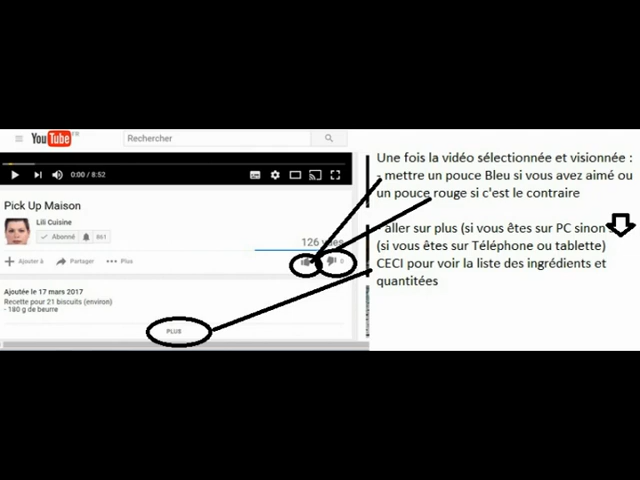 YouTube FR
Rechercher
0:00 / 8:52
Pick Up Maison
Lili Cuisine
Abonné 861
126 vues
Ajouter à Partager Plus
0
Ajoutée le 17 mars 2017
Recette pour 21 biscuits (environ)
- 180 g de beurre
PLUS
Une fois la vidéo sélectionnée et visionnée :
- mettre un pouce Bleu si vous avez aimé ou
un pouce rouge si c'est le contraire
- aller sur plus (si vous êtes sur PC sinon
(si vous êtes sur Téléphone ou tablette)
CECI pour voir la liste des ingrédients et
quantitées